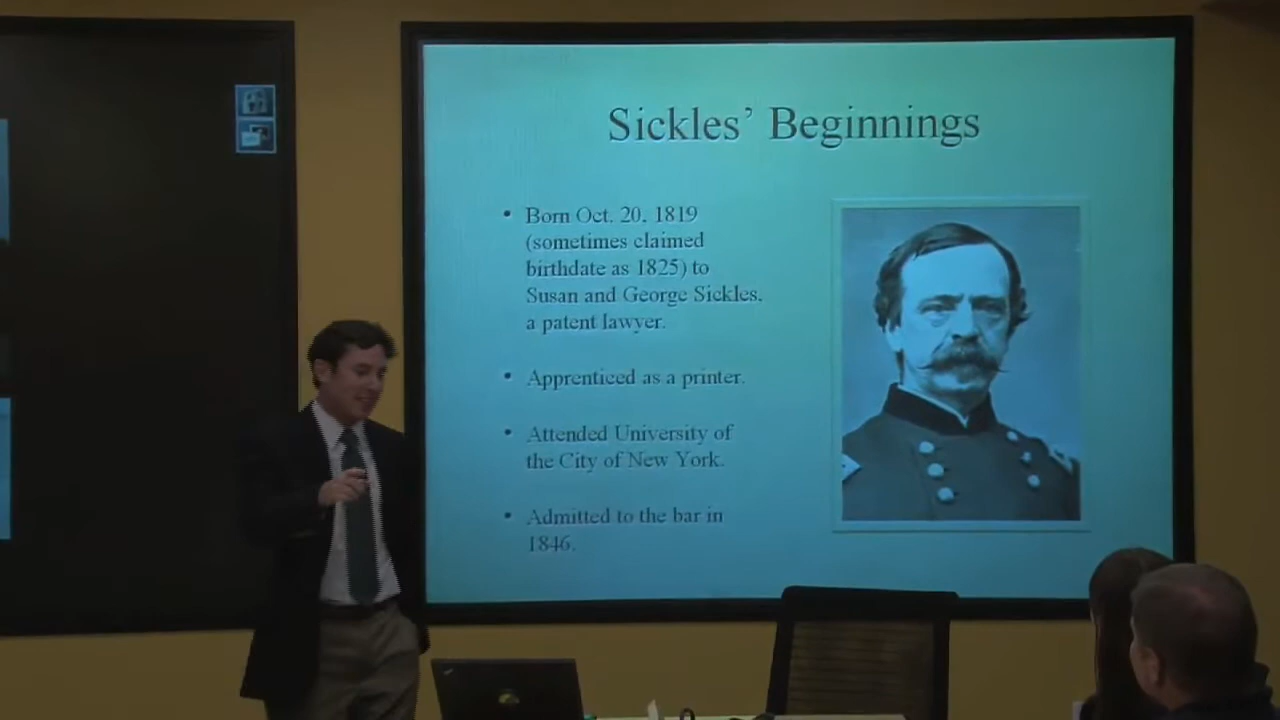 Sickles’ Beginnings
• Born Oct. 20, 1819
(sometimes claimed
birthdate as 1825) to
Susan and George Sickles,
a patent lawyer.
• Apprenticed as a printer.
• Attended University of
the City of New York.
• Admitted to the bar in
1846.